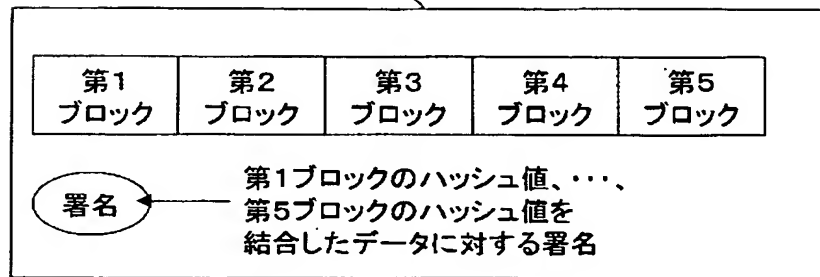 第1 第2 第3 第4 第5
ブロック ブロック ブロック ブロック ブロック
第1ブロックのハッシュ値、・・・、
署名 第5ブロックのハッシュ値を
結合したデータに対する署名